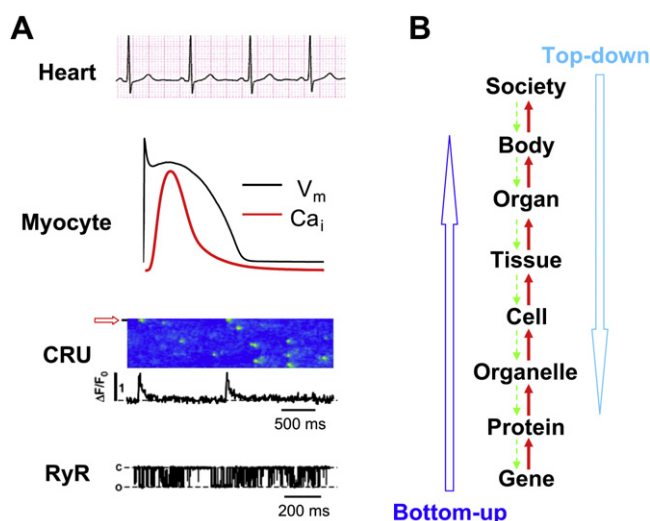 A
Heart
Myocyte
Vm
Cai
CRU
ΔF/F0
1
500 ms
RyR
C
O
200 ms
B
Top-down
Society
Body
Organ
Tissue
Cell
Organelle
Protein
Gene
Bottom-up